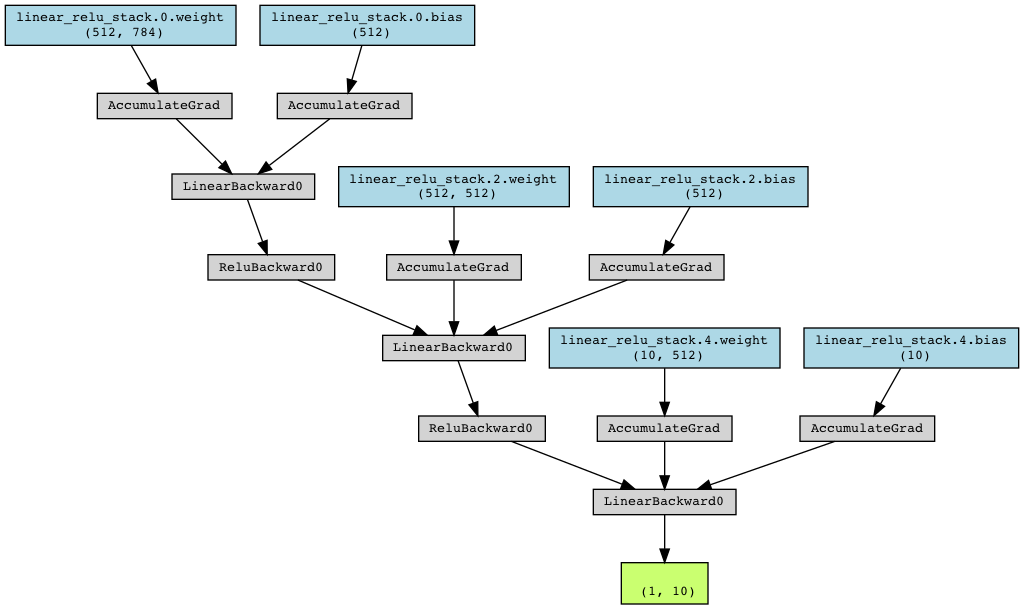 linear_relu_stack.0.weight
(512, 784)
linear_relu_stack.0.bias
(512)
AccumulateGrad
AccumulateGrad
LinearBackward0
linear_relu_stack.2.weight
(512, 512)
linear_relu_stack.2.bias
(512)
ReluBackward0
AccumulateGrad
AccumulateGrad
LinearBackward0
linear_relu_stack.4.weight
(10, 512)
linear_relu_stack.4.bias
(10)
ReluBackward0
AccumulateGrad
AccumulateGrad
LinearBackward0
(1, 10)